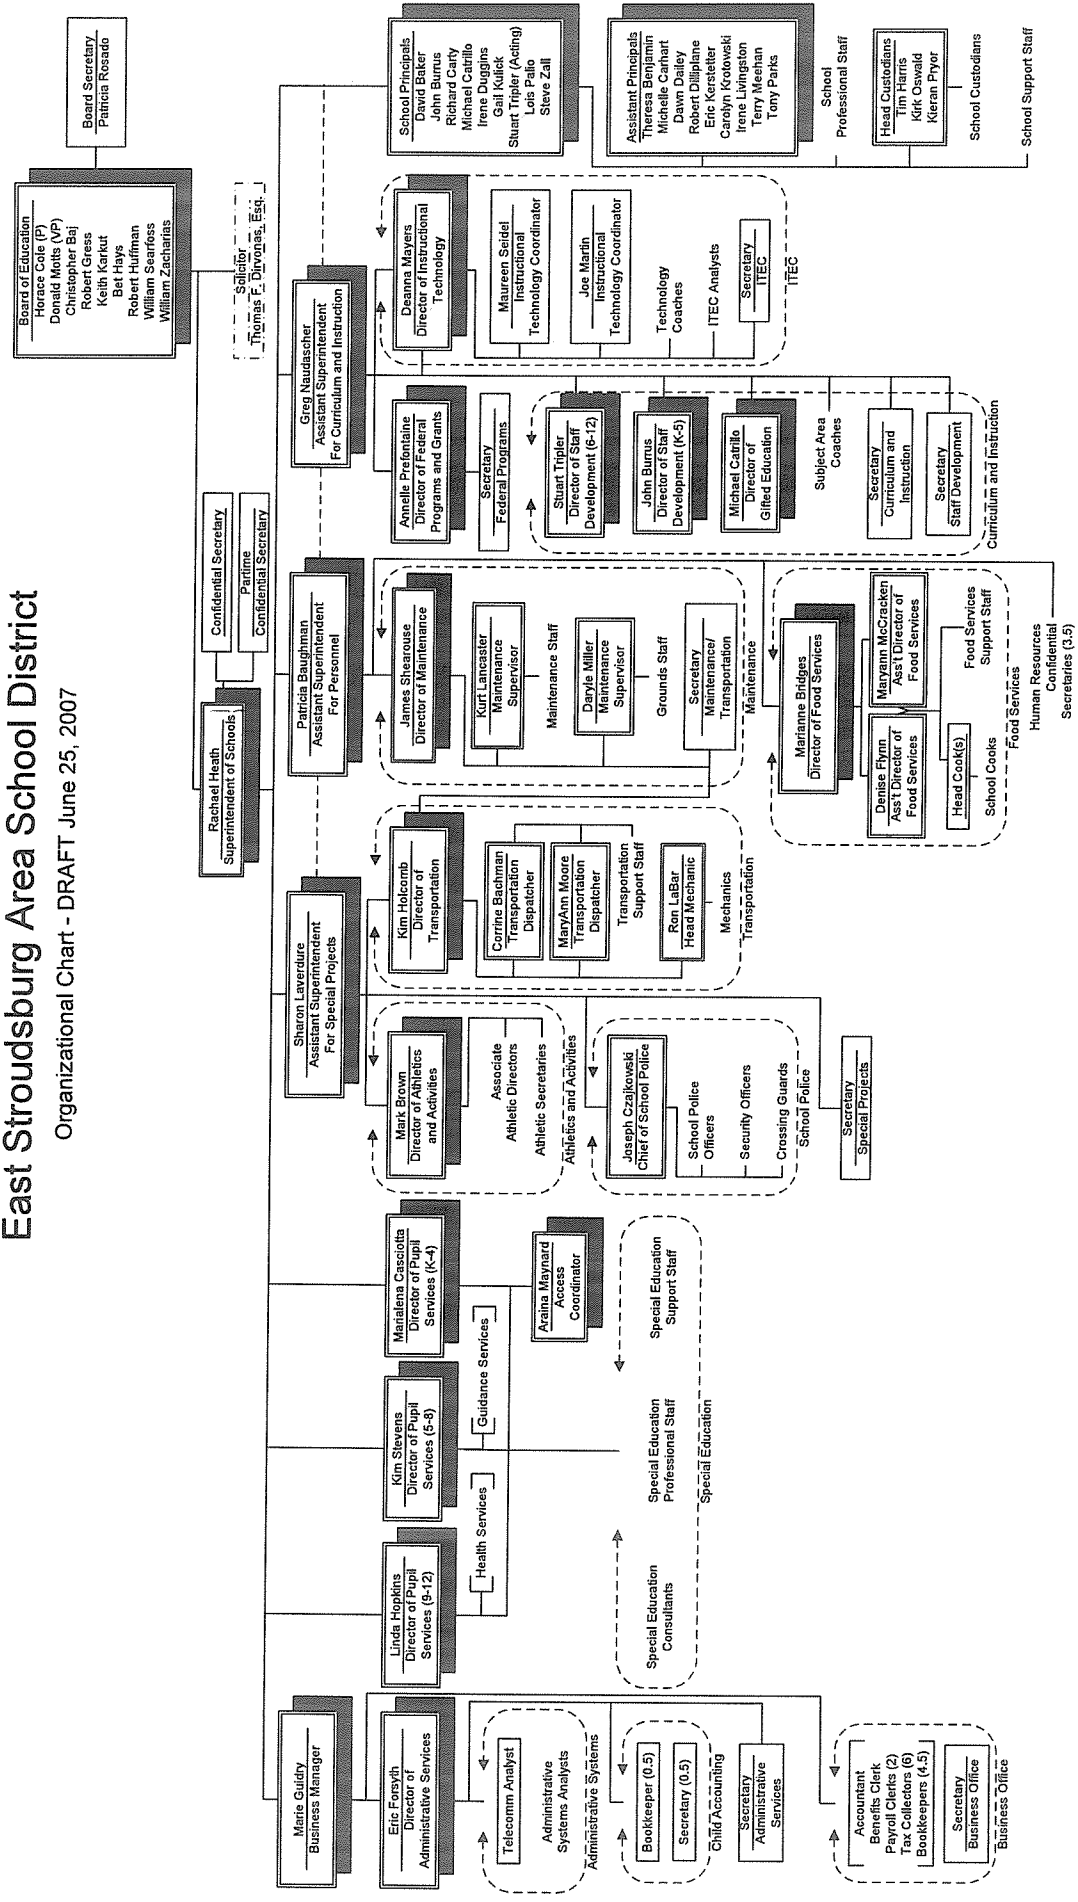 East Stroudsburg Area School District
Organizational Chart - DRAFT June 25, 2007
Board of Education
Horace Cole (P)
Donald Motts (VP)
Christopher Baj
Robert Gress
Keith Karkut
Bet Hays
Robert Huffman
William Searfoss
William Zacharias
Board Secretary
Patricia Rosado
Solicitor
Thomas F. Dirvonas, Esq.
Rachael Heath
Superintendent of Schools
Confidential Secretary
Partime
Confidential Secretary
Marie Guidry
Business Manager
Eric Forsyth
Director of
Administrative Services
Telecomm Analyst
Administrative
Systems Analysts
Administrative Systems
Bookkeeper (0.5)
Secretary (0.5)
Child Accounting
Secretary
Administrative
Services
Accountant
Benefits Clerk
Payroll Clerks (2)
Tax Collectors (6)
Bookkeepers (4.5)
Secretary
Business Office
Business Office
Linda Hopkins
Director of Pupil
Services (9-12)
Kim Stevens
Director of Pupil
Services (5-8)
Marialena Casciotta
Director of Pupil
Services (K-4)
Health Services
Guidance Services
Araina Maynard
Access
Coordinator
Special Education
Consultants
Special Education
Professional Staff
Special Education
Support Staff
Special Education
Sharon Laverdure
Assistant Superintendent
For Special Projects
Mark Brown
Director of Athletics
and Activities
Associate
Athletic Directors
Athletic Secretaries
Athletics and Activities
Joseph Czajkowski
Chief of School Police
School Police
Officers
Security Officers
Crossing Guards
School Police
Secretary
Special Projects
Kim Holcomb
Director of
Transportation
Corrine Bachman
Transportation
Dispatcher
MaryAnn Moore
Transportation
Dispatcher
Transportation
Support Staff
Ron LaBar
Head Mechanic
Mechanics
Transportation
Patricia Baughman
Assistant Superintendent
For Personnel
James Shearouse
Director of Maintenance
Kurt Lancaster
Maintenance
Supervisor
Maintenance Staff
Daryle Miller
Maintenance
Supervisor
Grounds Staff
Secretary
Maintenance/
Transportation
Maintenance
Marianne Bridges
Director of Food Services
Denise Flynn
Ass't Director of
Food Services
Maryann McCracken
Ass't Director of
Food Services
Head Cook(s)
School Cooks
Food Services
Support Staff
Food Services
Human Resources
Confidential
Secretaries (3.5)
Greg Naudascher
Assistant Superintendent
For Curriculum and Instruction
Annelle Prefontaine
Director of Federal
Programs and Grants
Secretary
Federal Programs
Stuart Tripler
Director of Staff
Development (6-12)
John Burrus
Director of Staff
Development (K-5)
Michael Catrillo
Director of
Gifted Education
Subject Area
Coaches
Secretary
Curriculum and
Instruction
Secretary
Staff Development
Curriculum and Instruction
Deanna Mayers
Director of Instructional
Technology
Maureen Seidel
Instructional
Technology Coordinator
Joe Martin
Instructional
Technology Coordinator
Technology
Coaches
ITEC Analysts
Secretary
ITEC
ITEC
School Principals
David Baker
John Burrus
Richard Carty
Michael Catrillo
Irene Duggins
Gail Kulick
Stuart Tripler (Acting)
Lois Palio
Steve Zall
Assistant Principals
Theresa Benjamin
Michelle Carhart
Dawn Dailey
Robert Dilliplane
Eric Kerstetter
Carolyn Krotowski
Irene Livingston
Terry Meehan
Tony Parks
School
Professional Staff
Head Custodians
Tim Harris
Kirk Oswald
Kieran Pryor
School Custodians
School Support Staff